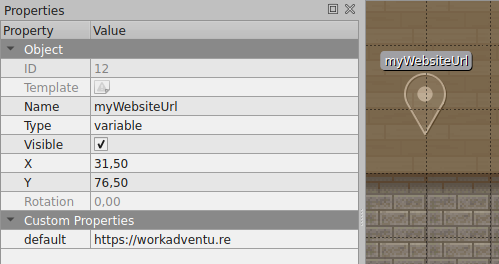 Properties
Property Value
Object
ID 12
Template
Name myWebsiteUrl
Type variable
Visible
X 31,50
Y 76,50
Rotation 0,00
Custom Properties
default https://workadventu.re
myWebsiteUrl